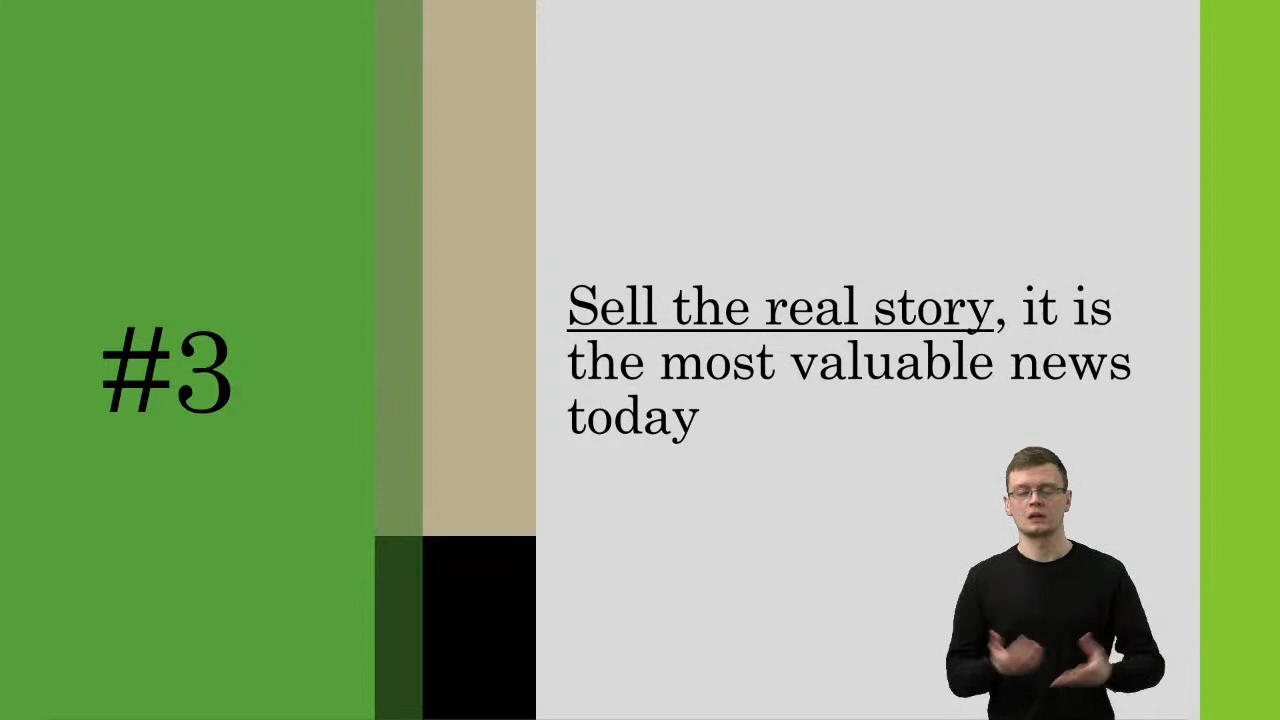 #3
Sell the real story, it is
the most valuable news
today